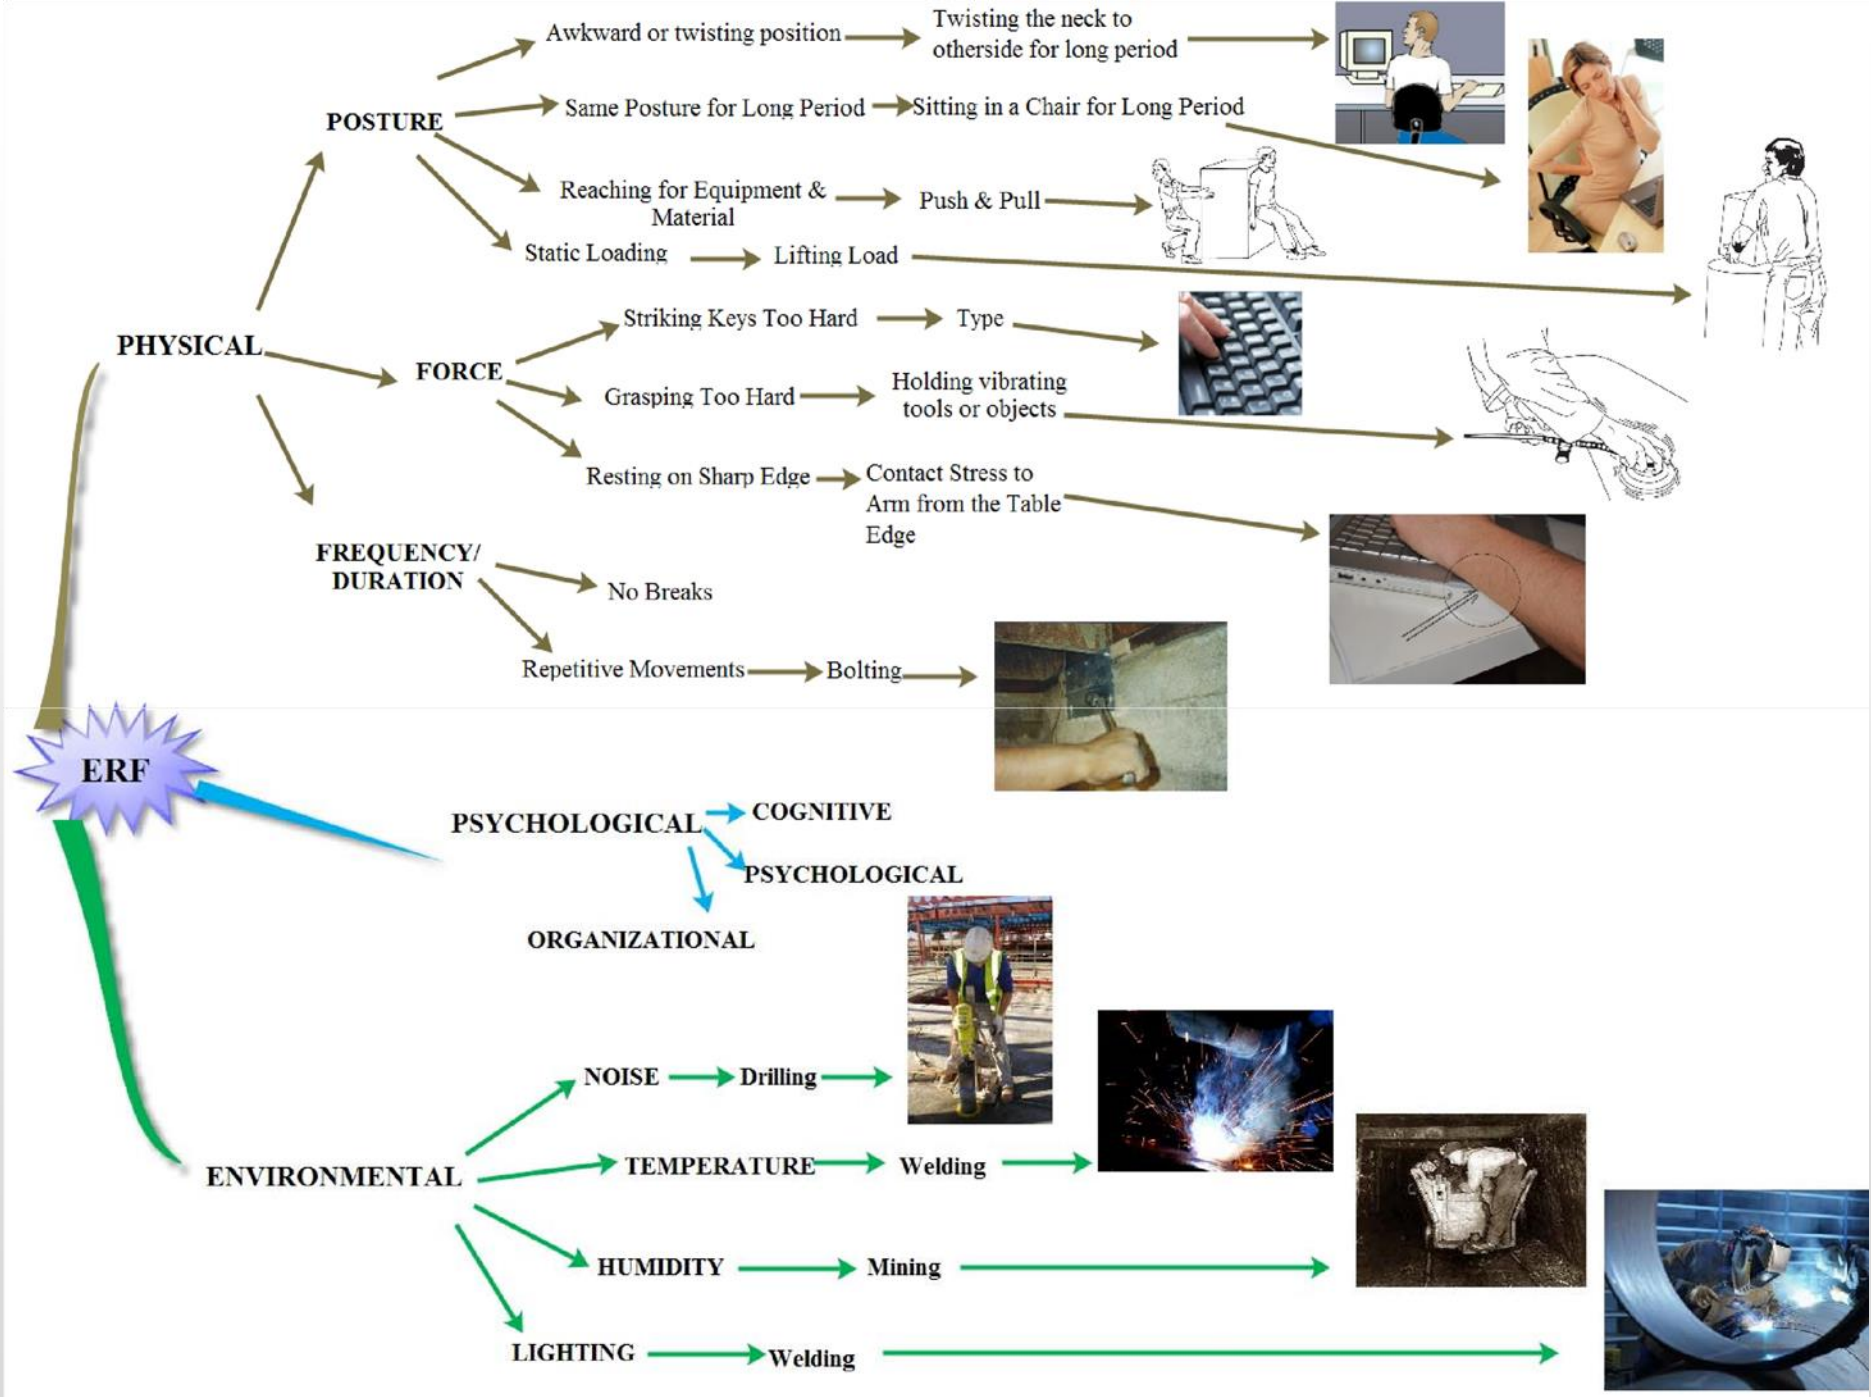 Awkward or twisting position
Twisting the neck to
otherside for long period
POSTURE
Same Posture for Long Period
Sitting in a Chair for Long Period
Reaching for Equipment &
Material
Push & Pull
Static Loading
Lifting Load
PHYSICAL
FORCE
Striking Keys Too Hard
Type
Grasping Too Hard
Holding vibrating
tools or objects
Resting on Sharp Edge
Contact Stress to
Arm from the Table
Edge
FREQUENCY/
DURATION
No Breaks
Repetitive Movements
Bolting
ERF
PSYCHOLOGICAL
COGNITIVE
PSYCHOLOGICAL
ORGANIZATIONAL
ENVIRONMENTAL
NOISE
Drilling
TEMPERATURE
Welding
HUMIDITY
Mining
LIGHTING
Welding